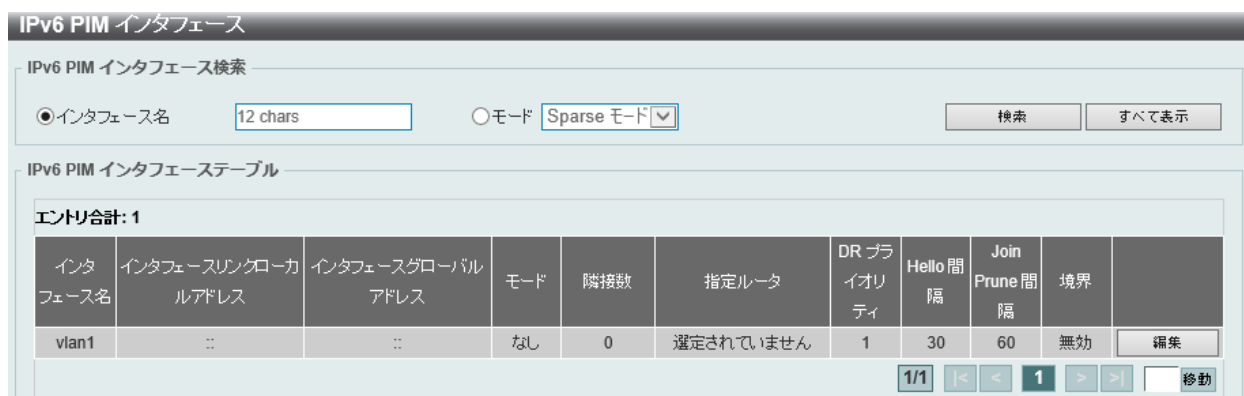 IPv6 PIM インタフェース
IPv6 PIM インタフェース検索
インタフェース名 12 chars モード Sparse モード 検索 すべて表示
IPv6 PIM インタフェーステーブル
エントリ合計: 1
インタフェース名 インタフェースリンクローカルアドレス インタフェースグローバルアドレス モード 隣接数 指定ルータ DR プライオリティ Hello 間隔 Join Prune 間隔 境界
vlan1 :: :: なし 0 選定されていません 1 30 60 無効 編集
1/1 |< < 1 > >| 移動